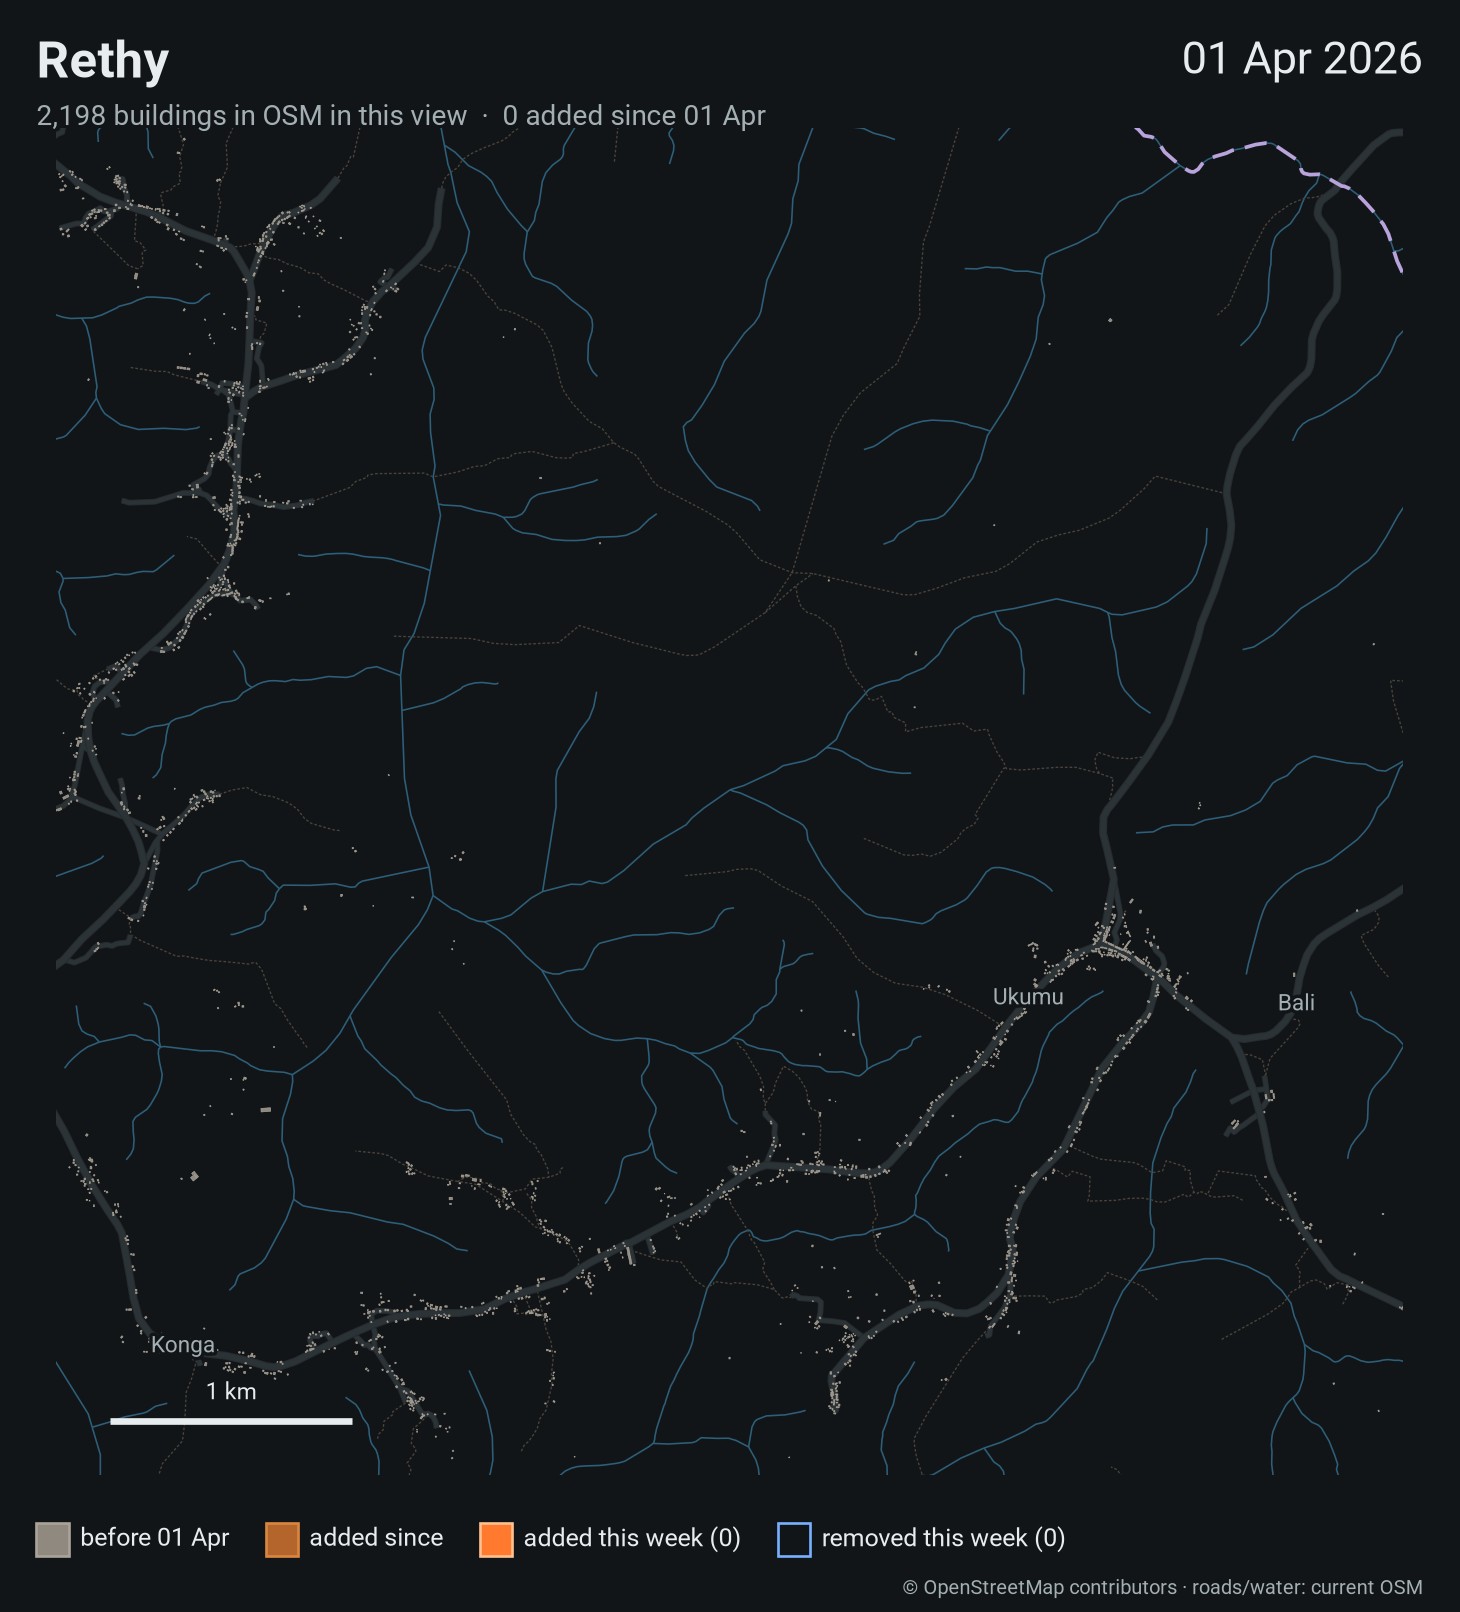 Rethy
01 Apr 2026
2,198 buildings in OSM in this view · 0 added since 01 Apr
Ukumu
Bali
Konga
1 km
before 01 Apr
added since
added this week (0)
removed this week (0)
© OpenStreetMap contributors · roads/water: current OSM